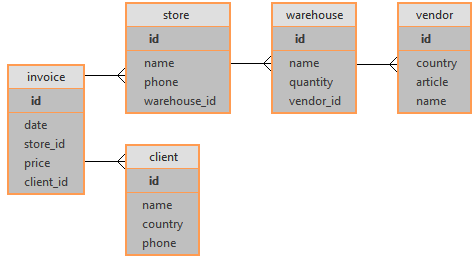 store
id
name
phone
warehouse_id
warehouse
id
name
quantity
vendor_id
vendor
id
country
article
name
invoice
id
date
store_id
price
client_id
client
id
name
country
phone